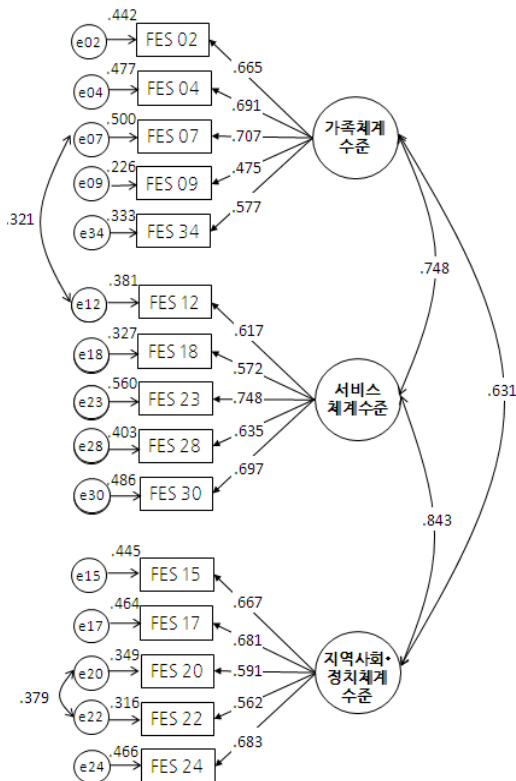 .442
e02
FES 02
.665
.477
e04
FES 04
.691
.500
e07
FES 07
.707
.226
e09
FES 09
.475
.333
e34
FES 34
.577
가족체계
수준
.321
.748
.631
.381
e12
FES 12
.617
.327
e18
FES 18
.572
.560
e23
FES 23
.748
.403
e28
FES 28
.635
.486
e30
FES 30
.697
서비스
체계수준
.843
.445
e15
FES 15
.667
.464
e17
FES 17
.681
.349
e20
FES 20
.591
.379
.316
e22
FES 22
.562
.466
e24
FES 24
.683
지역사회•
정치체계
수준